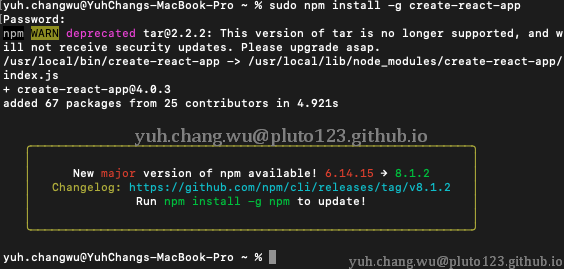 [yuh.changwu@YuhChangs-MacBook-Pro ~ % sudo npm install -g create-react-app
[Password:
npm WARN deprecated tar@2.2.2: This version of tar is no longer supported, and w
ill not receive security updates. Please upgrade asap.
/usr/local/bin/create-react-app -> /usr/local/lib/node_modules/create-react-app/
index.js
+ create-react-app@4.0.3
added 67 packages from 25 contributors in 4.921s
yuh.chang.wu@pluto123.github.io
New major version of npm available! 6.14.15 → 8.1.2
Changelog: https://github.com/npm/cli/releases/tag/v8.1.2
Run npm install -g npm to update!
yuh.changwu@YuhChangs-MacBook-Pro ~ %
yuh.chang.wu@pluto123.github.io